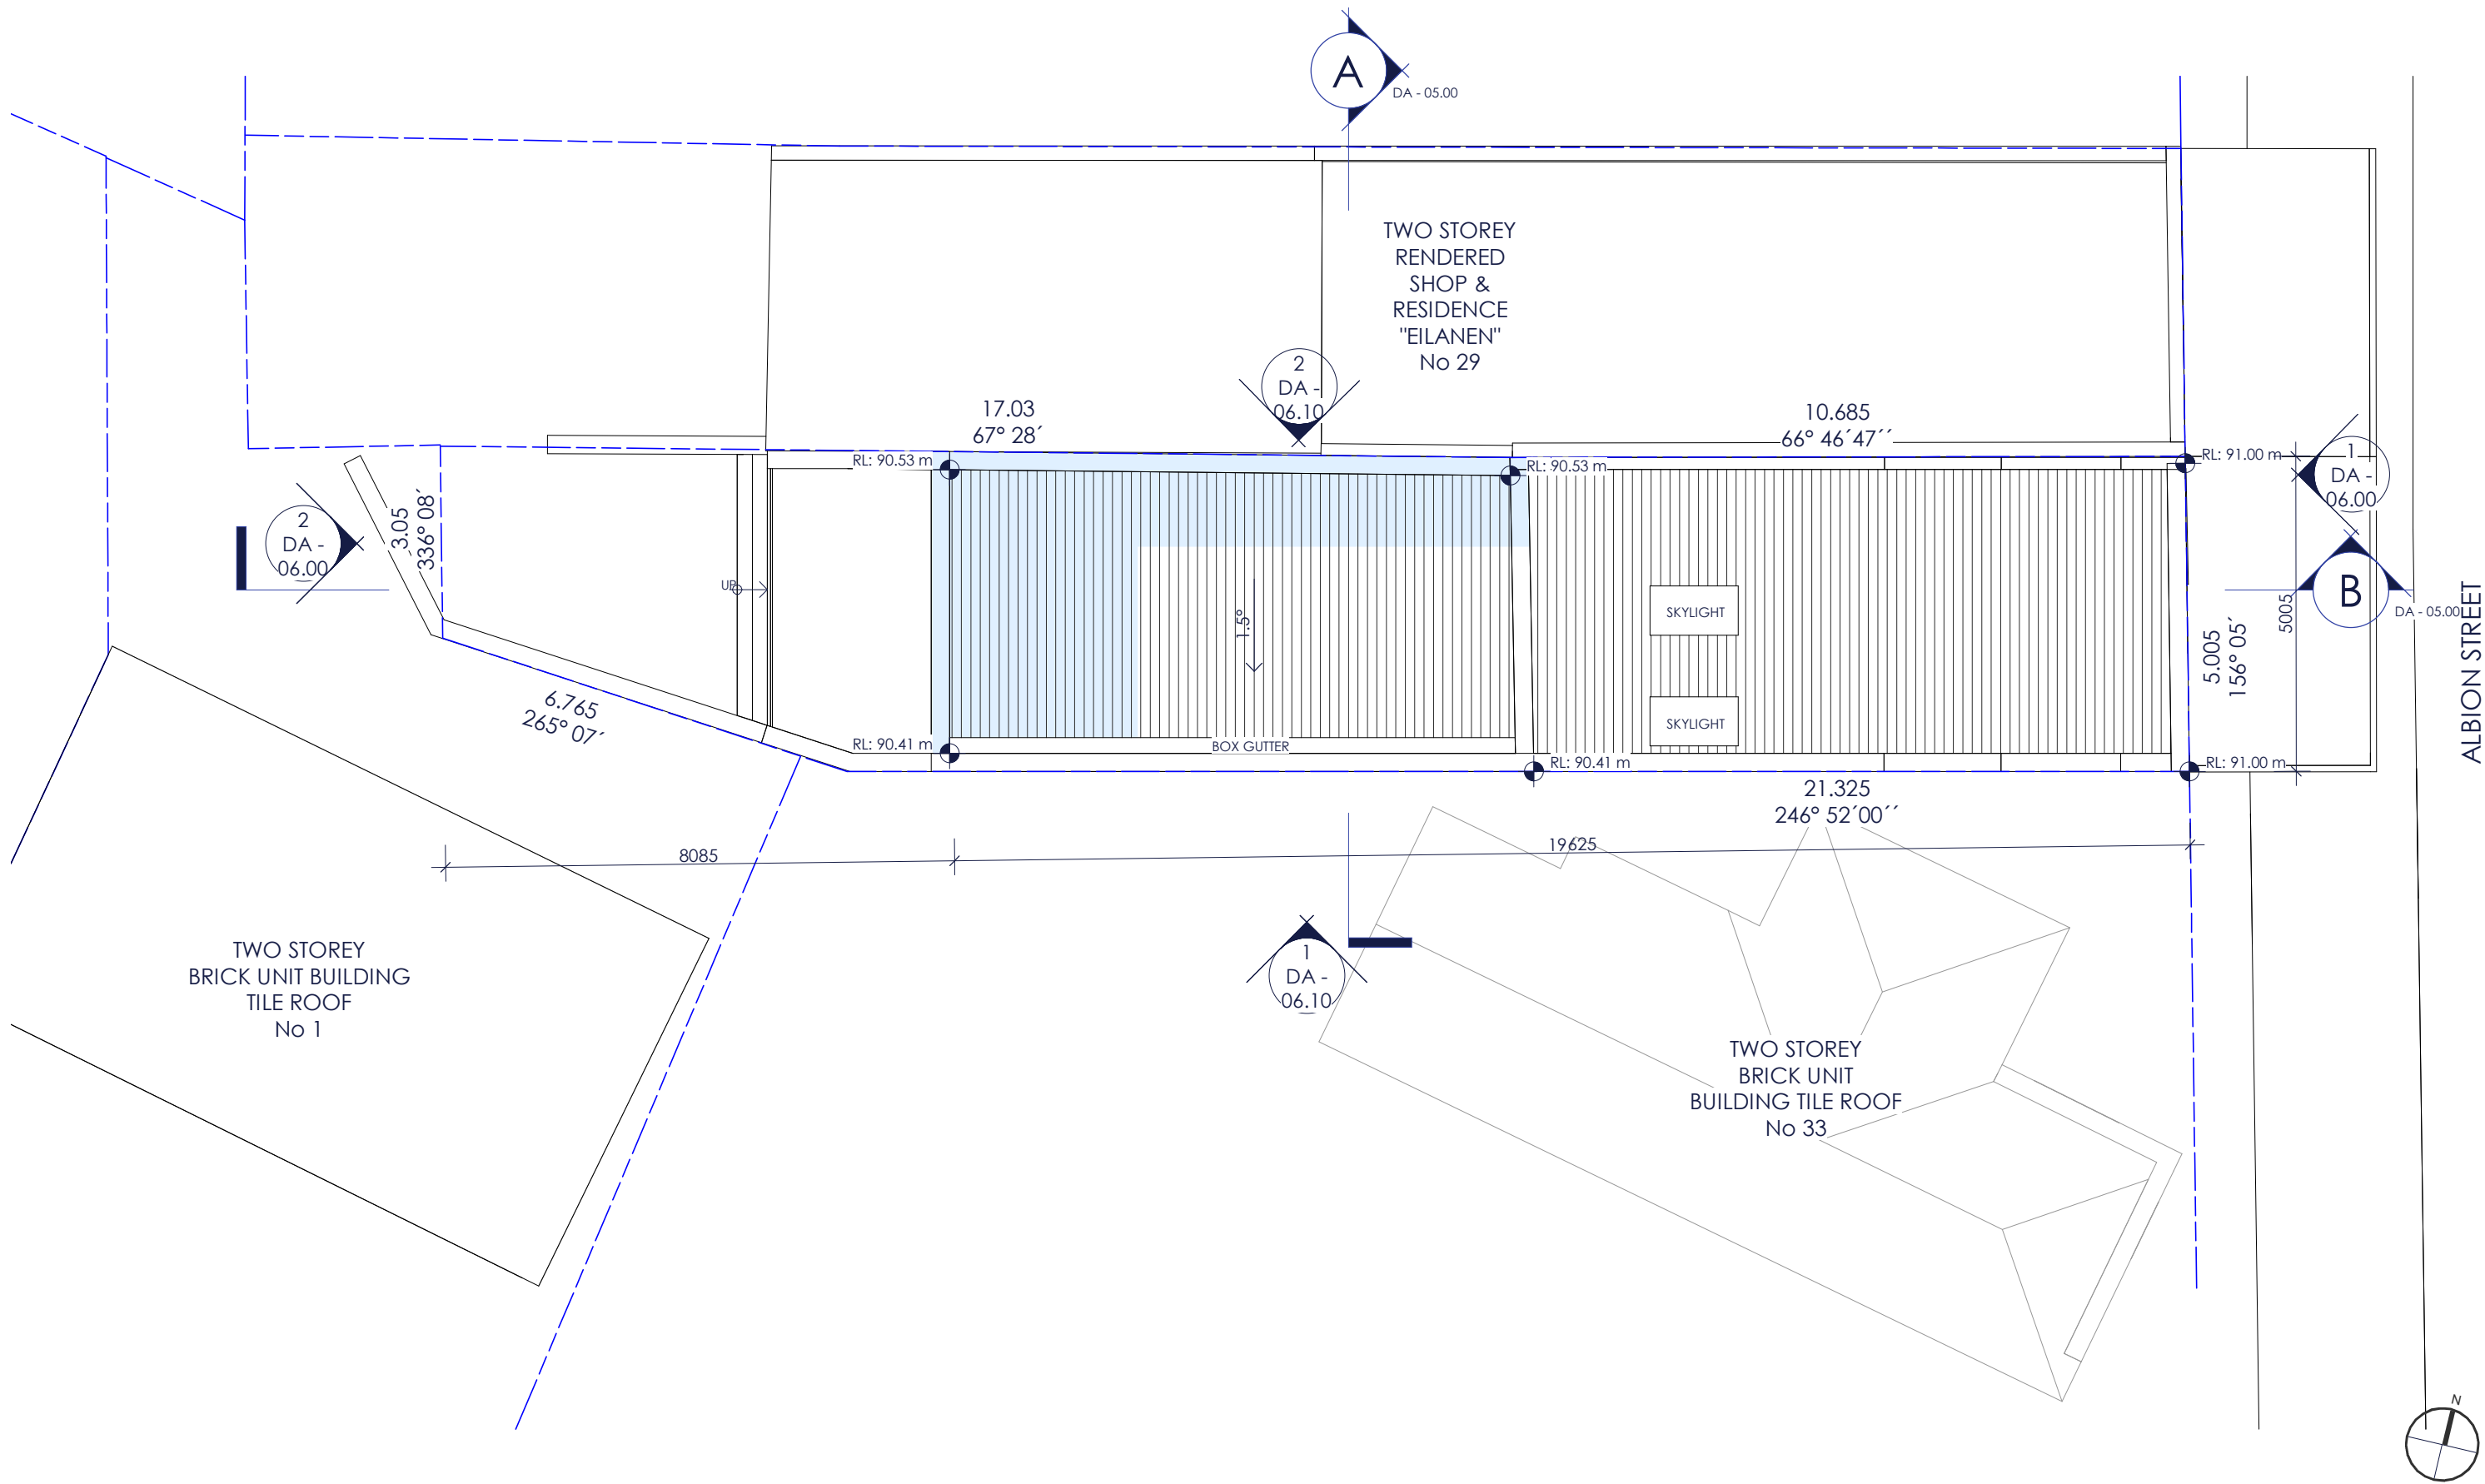 A
DA - 05.00
TWO STOREY
RENDERED
SHOP &
RESIDENCE
"EILANEN"
No 29
2
DA -
06.10
17.03
67° 28´
10.685
66° 46´47´´
RL: 90.53 m
RL: 90.53 m
RL: 91.00 m
1
DA -
06.00
3.05
336° 08´
2
DA -
06.00
UP
1.5°
SKYLIGHT
SKYLIGHT
B
DA - 05.00
5005
5.005
156° 05´
ALBION STREET
6.765
265° 07´
RL: 90.41 m
BOX GUTTER
RL: 90.41 m
RL: 91.00 m
21.325
246° 52´00´´
8085
19625
TWO STOREY
BRICK UNIT BUILDING
TILE ROOF
No 1
1
DA -
06.10
TWO STOREY
BRICK UNIT
BUILDING TILE ROOF
No 33
N